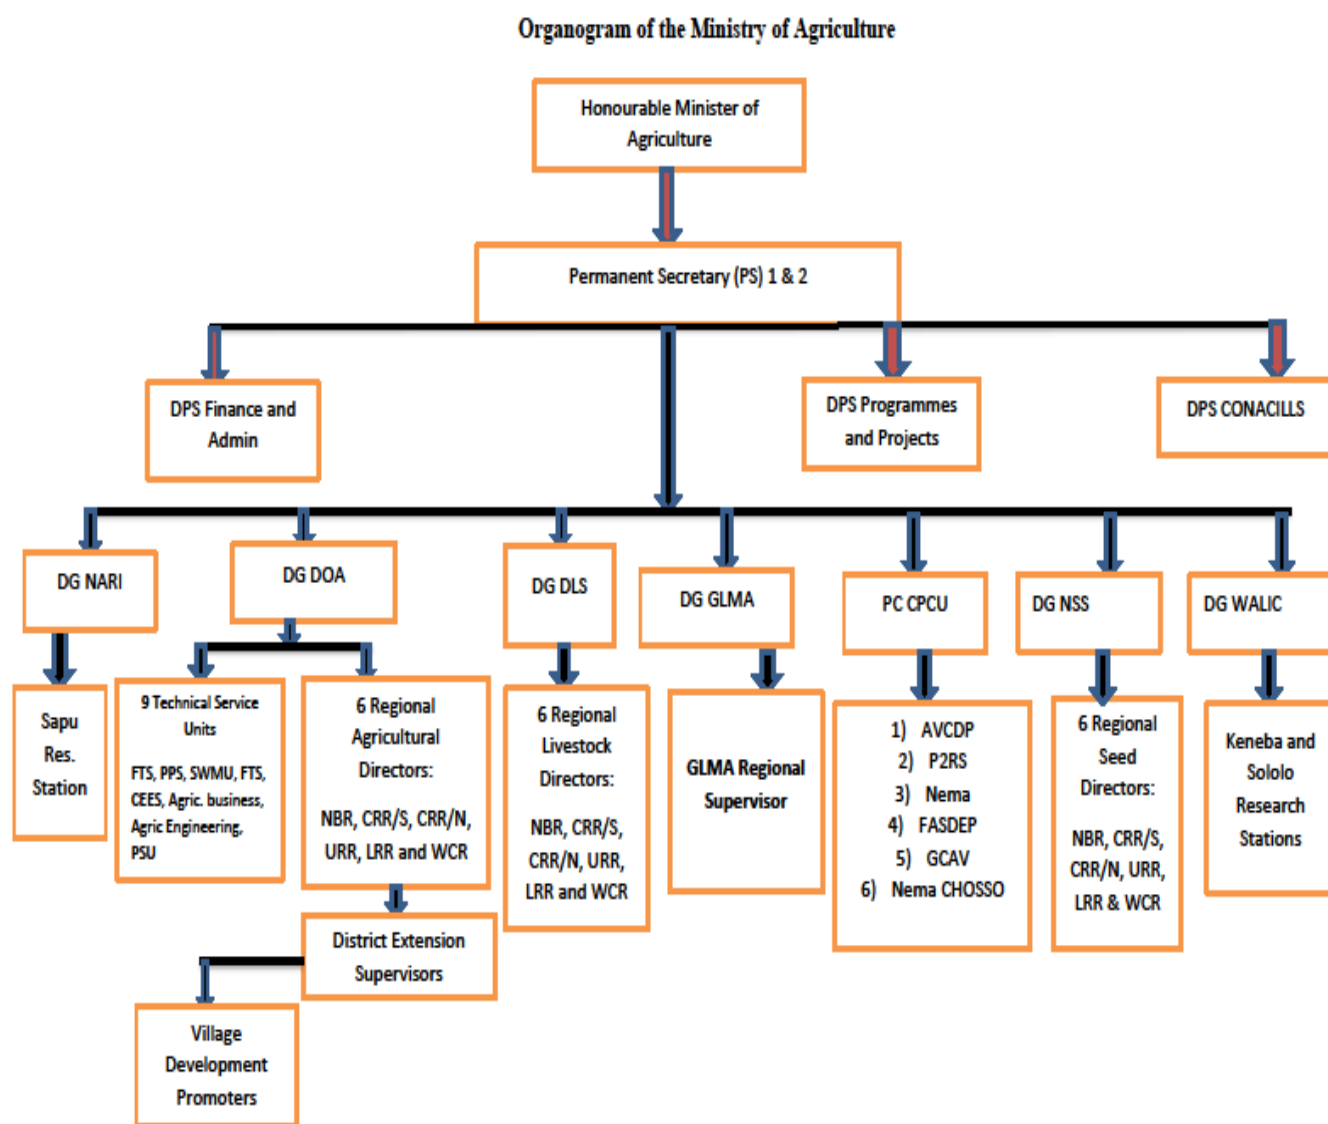 Organogram of the Ministry of Agriculture
Honourable Minister of
Agriculture
Permanent Secretary (PS) 1 & 2
DPS Finance and
Admin
DPS Programmes
and Projects
DPS CONACILLS
DG NARI
DG DOA
DG DLS
DG GLMA
PC CPCU
DG NSS
DG WALIC
Sapu
Res.
Station
9 Technical Service
Units
FTS, PPS, SWMU, FTS,
CEES, Agric. business,
Agric Engineering,
PSU
6 Regional
Agricultural
Directors:
NBR, CRR/S, CRR/N,
URR, LRR and WCR
6 Regional
Livestock
Directors:
NBR, CRR/S,
CRR/N, URR,
LRR and WCR
GLMA Regional
Supervisor
1) AVCDP
2) P2RS
3) Nema
4) FASDEP
5) GCAV
6) Nema CHOSSO
6 Regional
Seed
Directors:
NBR, CRR/S,
CRR/N, URR,
LRR & WCR
Keneba and
Sololo
Research
Stations
District Extension
Supervisors
Village
Development
Promoters